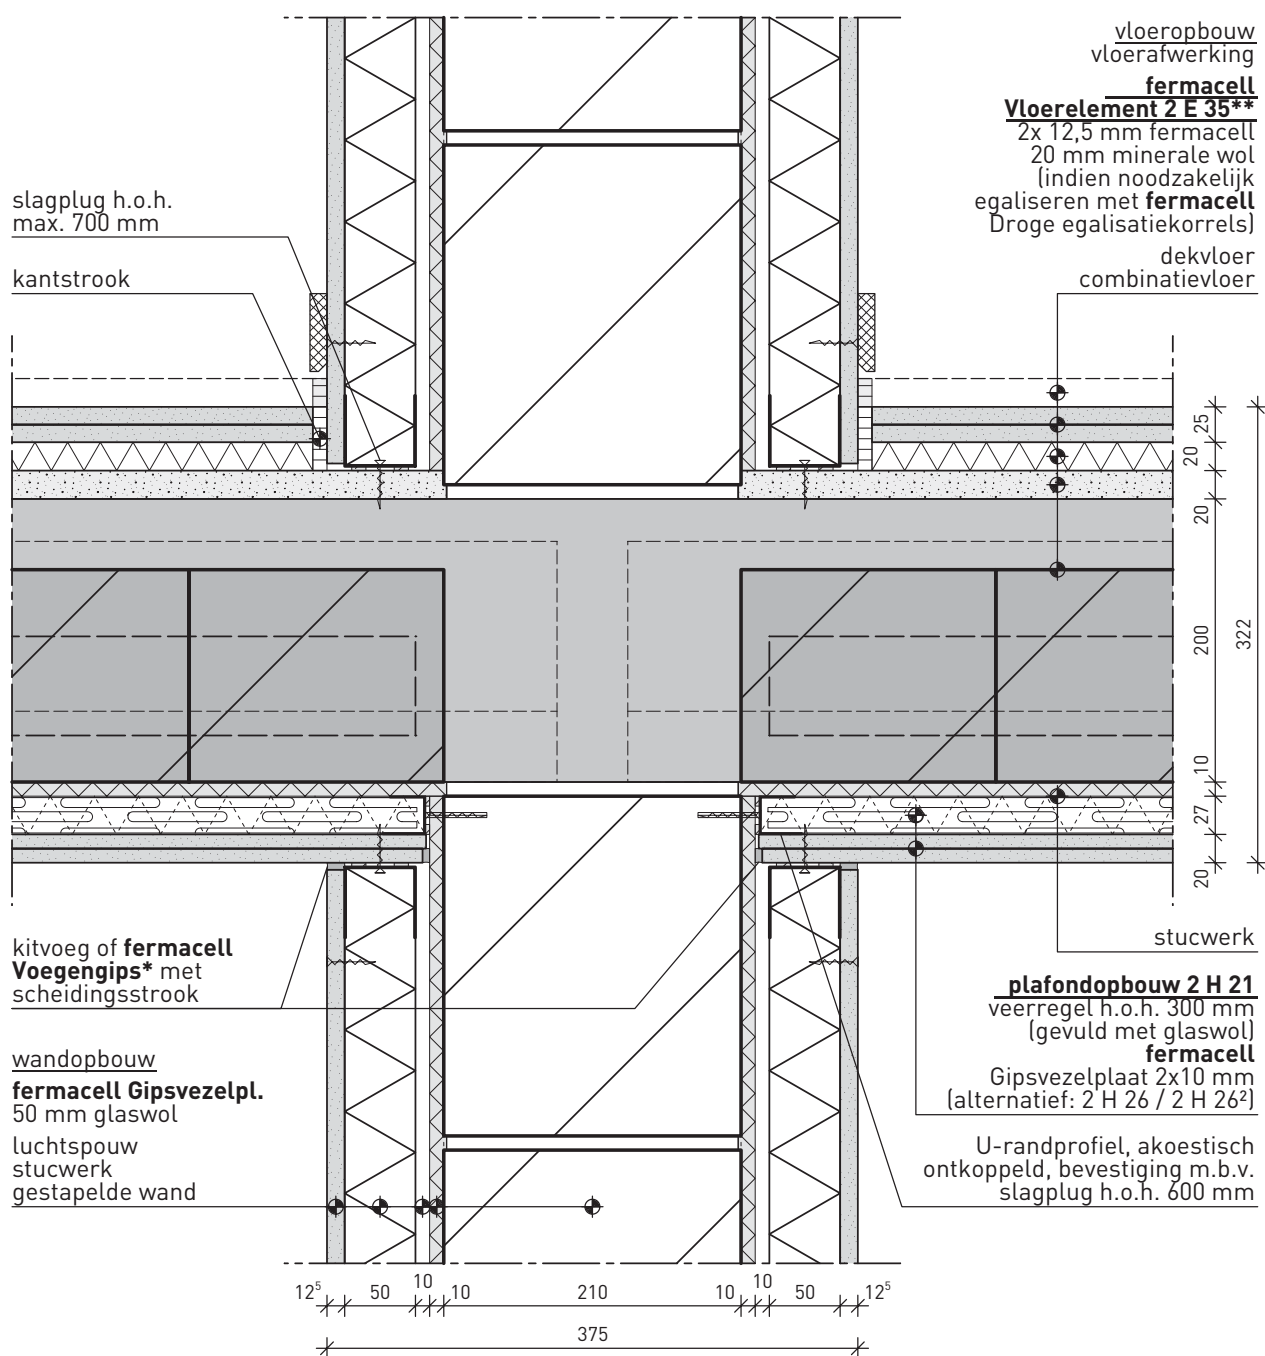 vloeropbouw
vloerafwerking
fermacell
Vloerelement 2 E 35**
2x 12,5 mm fermacell
20 mm minerale wol
(indien noodzakelijk
egaliseren met fermacell
Droge egalisatiekorrels)
dekvloer
combinatievloer
slagplug h.o.h.
max. 700 mm
kantstrook
25
20
20
200
322
10
27
20
kitvoeg of fermacell
Voegengips* met
scheidingsstrook
wandopbouw
fermacell Gipsvezelpl.
50 mm glaswol
luchtspouw
stucwerk
gestapelde wand
stucwerk
plafondopbouw 2 H 21
veerregel h.o.h. 300 mm
(gevuld met glaswol)
fermacell
Gipsvezelplaat 2x10 mm
(alternatief: 2 H 26 / 2 H 26²)
U-randprofiel, akoestisch
ontkoppeld, bevestiging m.b.v.
slagplug h.o.h. 600 mm
12⁵ 50 10 10 210 10 10 50 12⁵
375